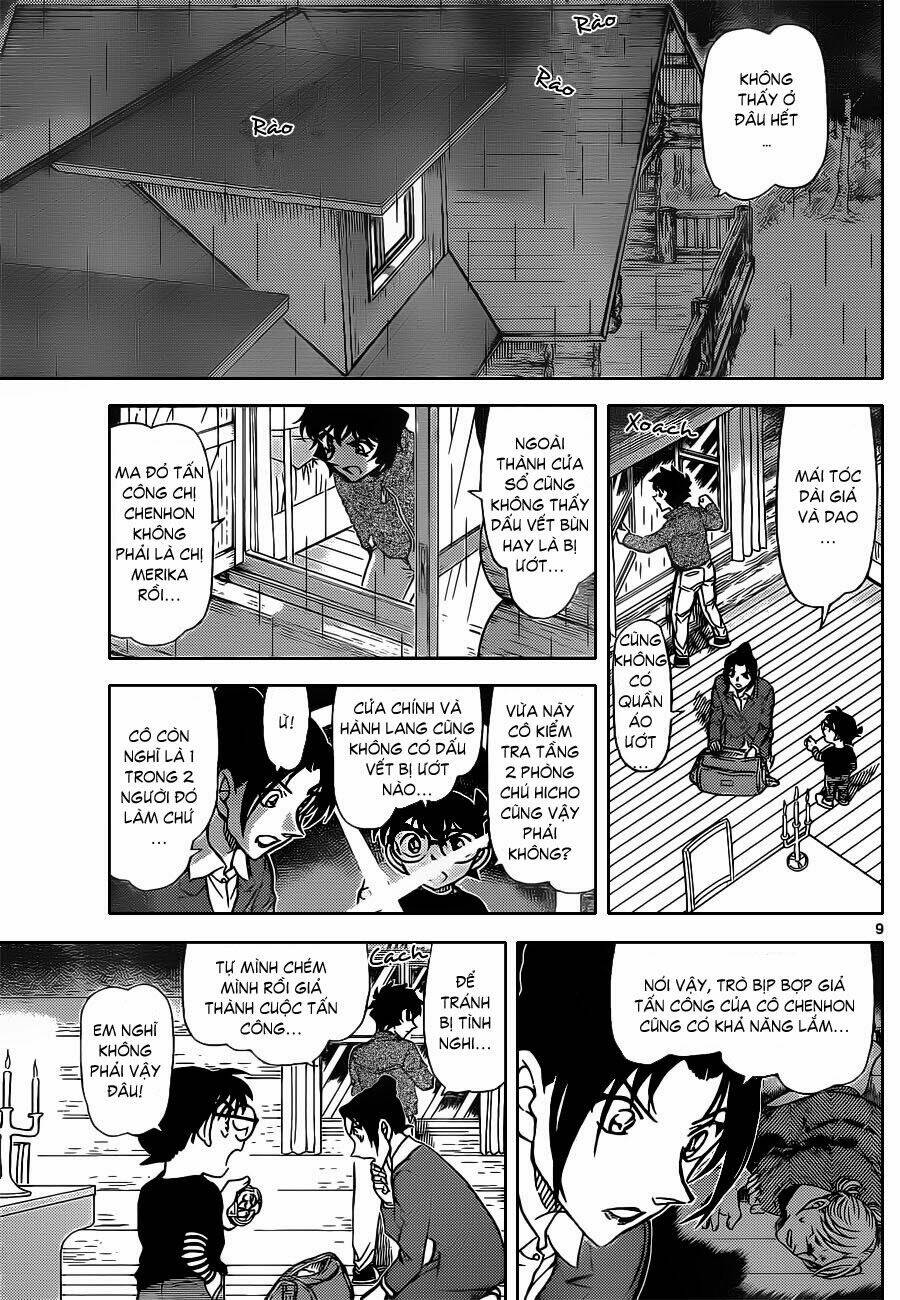 KHÔNG
THẤY Ở
ĐÂU HẾT
...
Rào
Rào
Rào
MÁI TÓC
DÀI GIẢ
VÀ DAO
...
Xoạch
CŨNG
KHÔNG
CÓ
QUẦN
ÁO
ƯỚT...
NGOÀI
THÀNH CỬA
SỔ CŨNG
KHÔNG THẤY
DẤU VẾT BÙN
HAY LÀ BỊ
ƯỚT...
MA ĐÓ TẤN
CÔNG CHỊ
CHENHON
KHÔNG
PHẢI LÀ CHỊ
MERIKA
RỒI...
VỪA NÃY
CÔ KIỂM
TRA TẦNG
2 PHÒNG
CHÚ HICHO
CŨNG VẬY
PHẢI
KHÔNG?
CỬA CHÍNH VÀ
HÀNH LANG CŨNG
KHÔNG CÓ DẤU
VẾT BỊ ƯỚT
NÀO...
Ừ!
CÔ CÒN
NGHĨ LÀ 1
TRONG 2
NGƯỜI ĐÓ
LÀM CHỨ
...
9
NÓI VẬY, TRÒ BỊP BỢP GIẢ
TẤN CÔNG CỦA CÔ CHENHON
CŨNG CÓ KHẢ NĂNG LẮM...
ĐỂ
TRÁNH
BỊ TÌNH
NGHI...
Cách
TỰ MÌNH CHÉM
MÌNH RỒI GIẢ
THÀNH CUỘC TẤN
CÔNG...
EM NGHĨ
KHÔNG
PHẢI VẬY
ĐÂU!